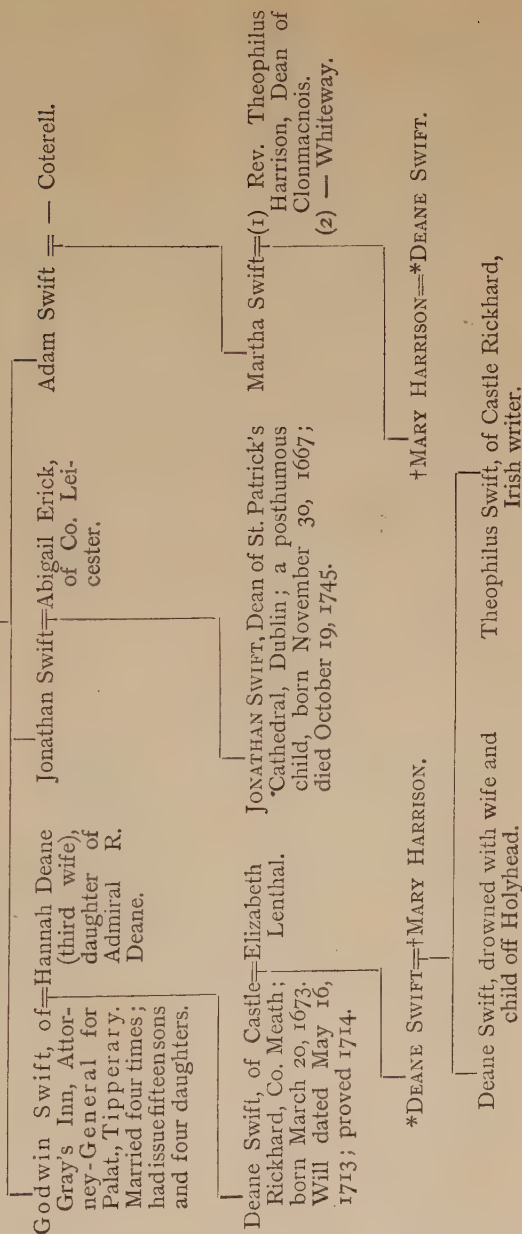 Godwin Swift, of=Hannah Deane
Gray's Inn, Attor-
ney-General for
Palat., Tipperary.
Married four times;
had issue fifteen sons
and four daughters.
(third wife),
daughter of
Admiral R.
Deane.
Jonathan Swift=Abigail Erick,
of Co. Lei-
cester.
Adam Swift = — Coterell.
Deane Swift, of Castle=Elizabeth
Rickhard, Co. Meath;
born March 20, 1673.
Will dated May 16,
1713; proved 1714.
Lenthal.
JONATHAN SWIFT, Dean of St. Patrick's
Cathedral, Dublin; a posthumous
child, born November 30, 1667;
died October 19, 1745.
Martha Swift=(1) Rev. Theophilus
Harrison, Dean of
Clonmacnois.
(2) — Whiteway.
*DEANE SWIFT=†MARY HARRISON.
†MARY HARRISON=*DEANE SWIFT.
Deane Swift, drowned with wife and
child off Holyhead.
Theophilus Swift, of Castle Rickhard,
Irish writer.